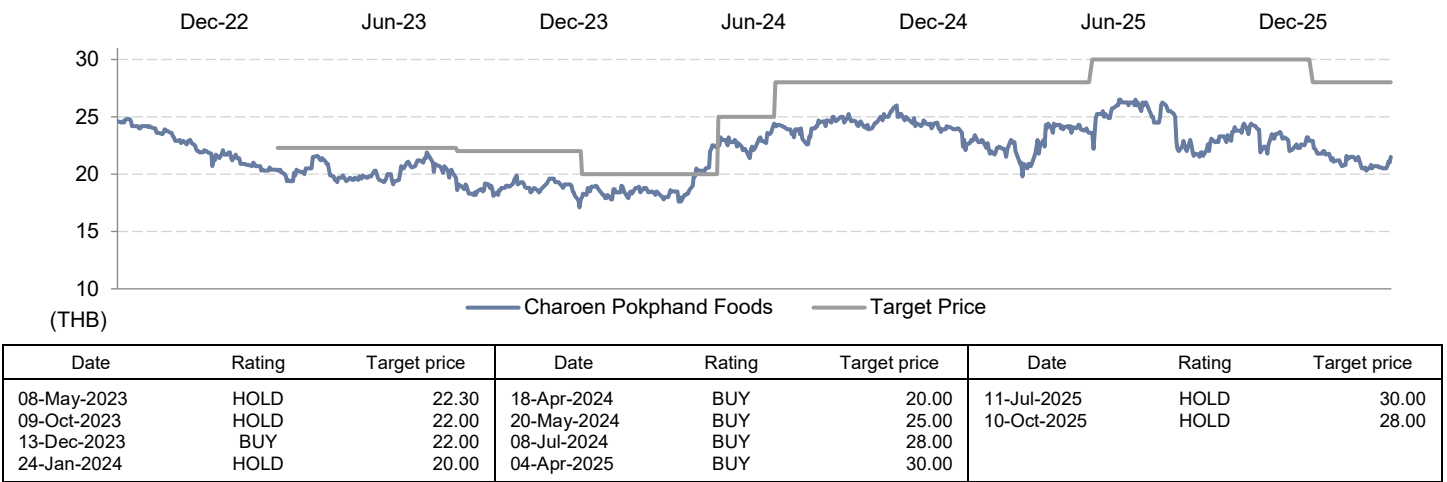 Dec-22 Jun-23 Dec-23 Jun-24 Dec-24 Jun-25 Dec-25
30
25
20
15
10
(THB)
Charoen Pokphand Foods Target Price
Date Rating Target price Date Rating Target price Date Rating Target price
08-May-2023 HOLD 22.30 18-Apr-2024 BUY 20.00 11-Jul-2025 HOLD 30.00
09-Oct-2023 HOLD 22.00 20-May-2024 BUY 25.00 10-Oct-2025 HOLD 28.00
13-Dec-2023 BUY 22.00 08-Jul-2024 BUY 28.00
24-Jan-2024 HOLD 20.00 04-Apr-2025 BUY 30.00